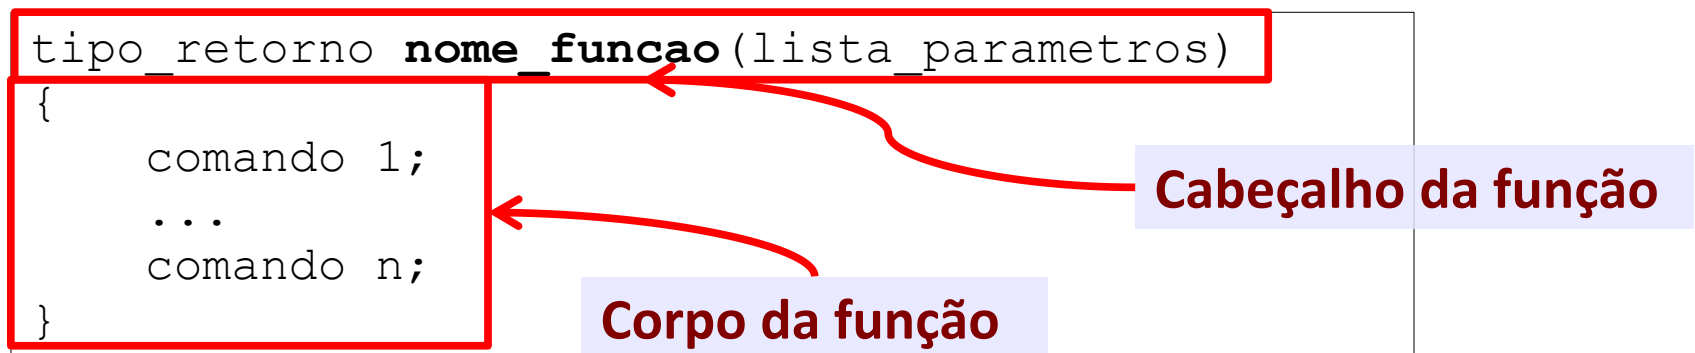 tipo_retorno nome_funcao(lista_parametros)
{
comando 1;
...
comando n;
}
Cabeçalho da função
Corpo da função